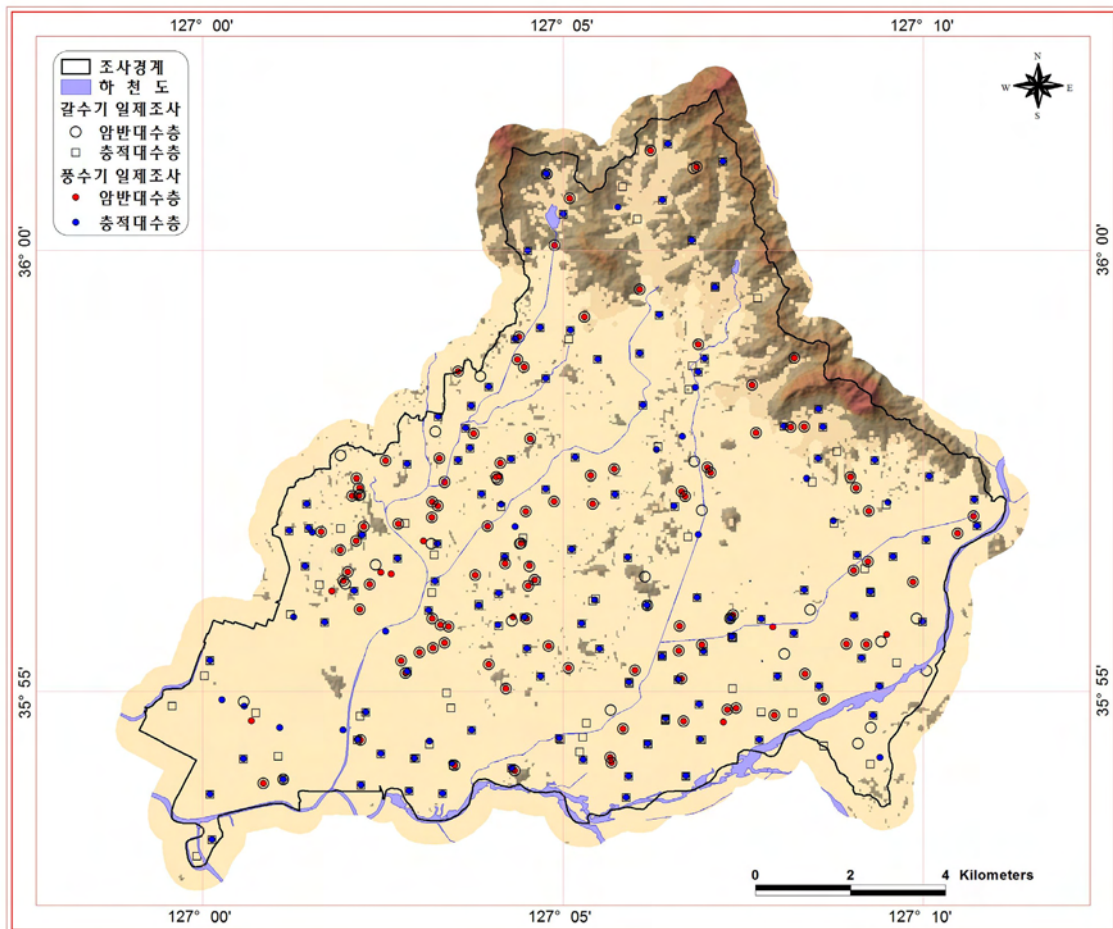 127° 00'
127° 05'
127° 10'
조사경계
하 천 도
갈수기 일제조사
암반대수층
충적대수층
풍수기 일제조사
암반대수층
충적대수층
N
W
E
S
36° 00'
36° 00'
35° 55'
35° 55'
0 2 4 Kilometers
127° 00'
127° 05'
127° 10'